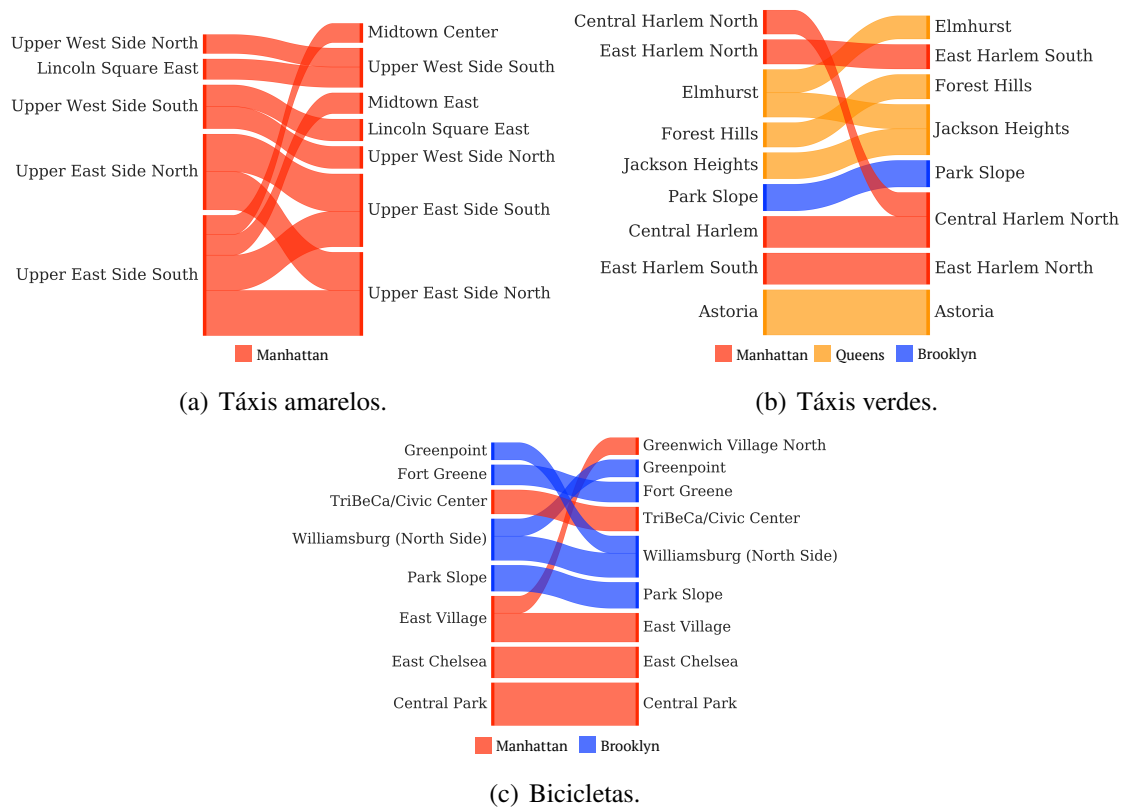 Upper West Side North
Lincoln Square East
Upper West Side South
Upper East Side North
Upper East Side South
Midtown Center
Upper West Side South
Midtown East
Lincoln Square East
Upper West Side North
Upper East Side South
Upper East Side North
Manhattan
(a) Táxis amarelos.
Central Harlem North
East Harlem North
Elmhurst
Forest Hills
Jackson Heights
Park Slope
Central Harlem
East Harlem South
Astoria
Elmhurst
East Harlem South
Forest Hills
Jackson Heights
Park Slope
Central Harlem North
East Harlem North
Astoria
Manhattan Queens Brooklyn
(b) Táxis verdes.
Greenpoint
Fort Greene
TriBeCa/Civic Center
Williamsburg (North Side)
Park Slope
East Village
East Chelsea
Central Park
Greenwich Village North
Greenpoint
Fort Greene
TriBeCa/Civic Center
Williamsburg (North Side)
Park Slope
East Village
East Chelsea
Central Park
Manhattan Brooklyn
(c) Bicicletas.